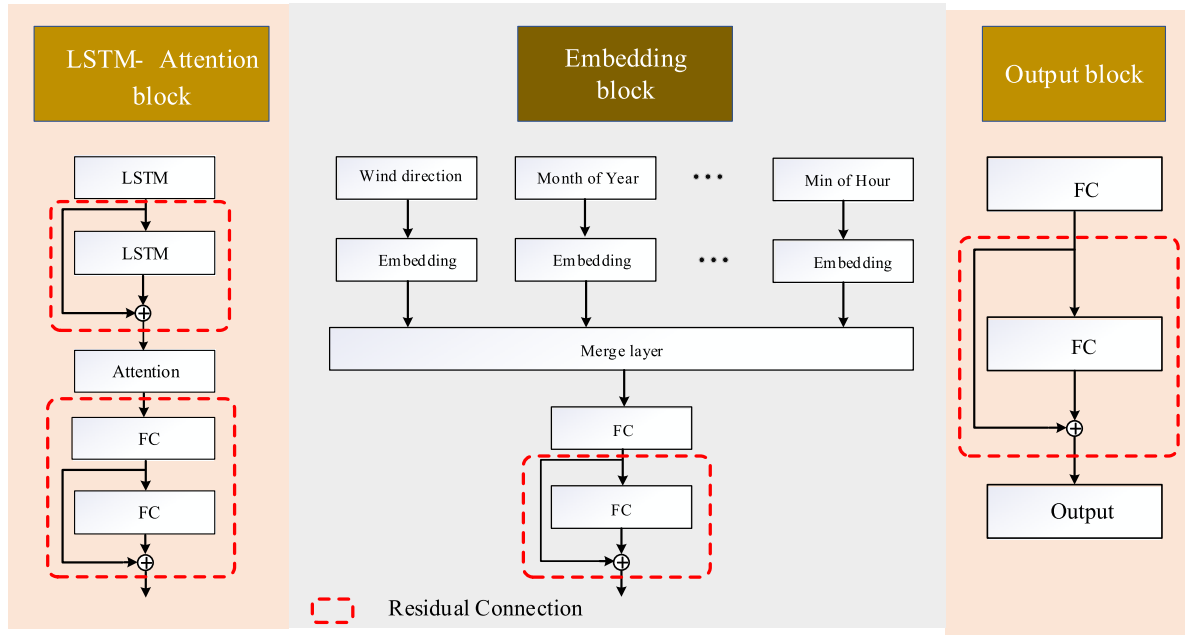 LSTM- Attention
block
LSTM
LSTM
Attention
FC
FC
Embedding
block
Wind direction
Month of Year
•••
Min of Hour
Embedding
Embedding
•••
Embedding
Merge layer
FC
FC
Residual Connection
Output block
FC
FC
Output